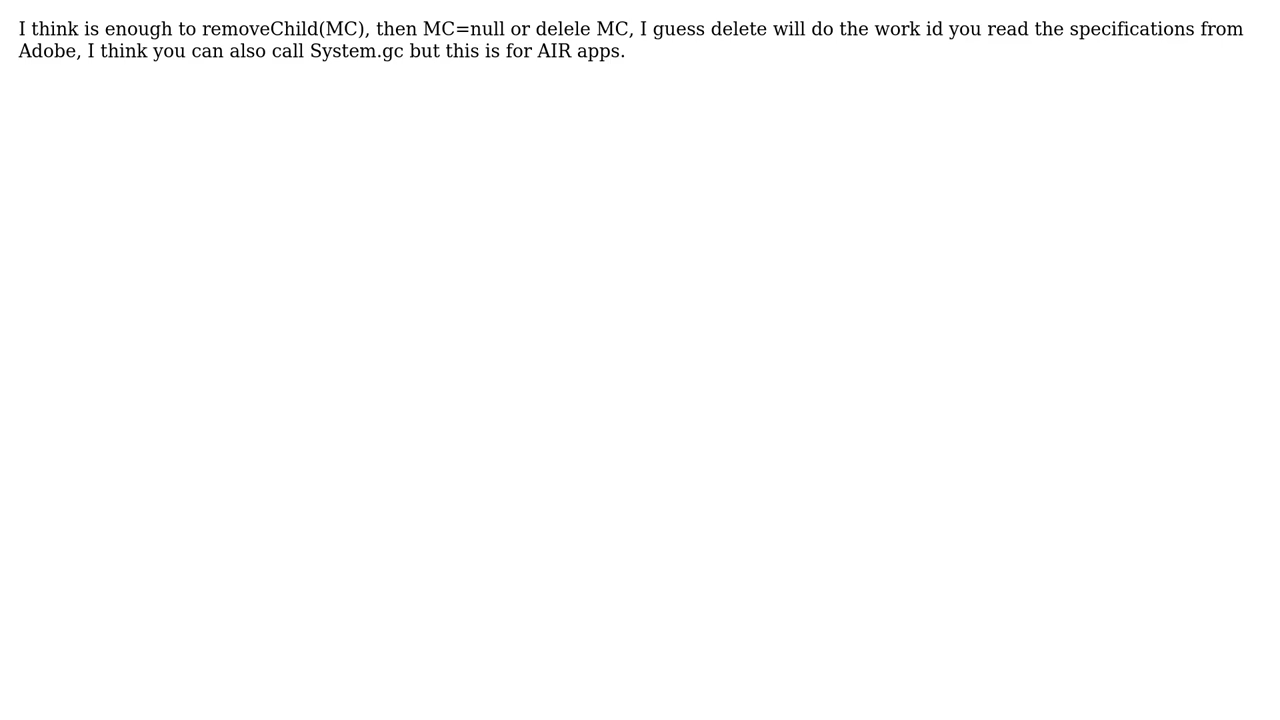 I think is enough to removeChild(MC), then MC=null or delele MC, I guess delete will do the work id you read the specifications from
Adobe, I think you can also call System.gc but this is for AIR apps.